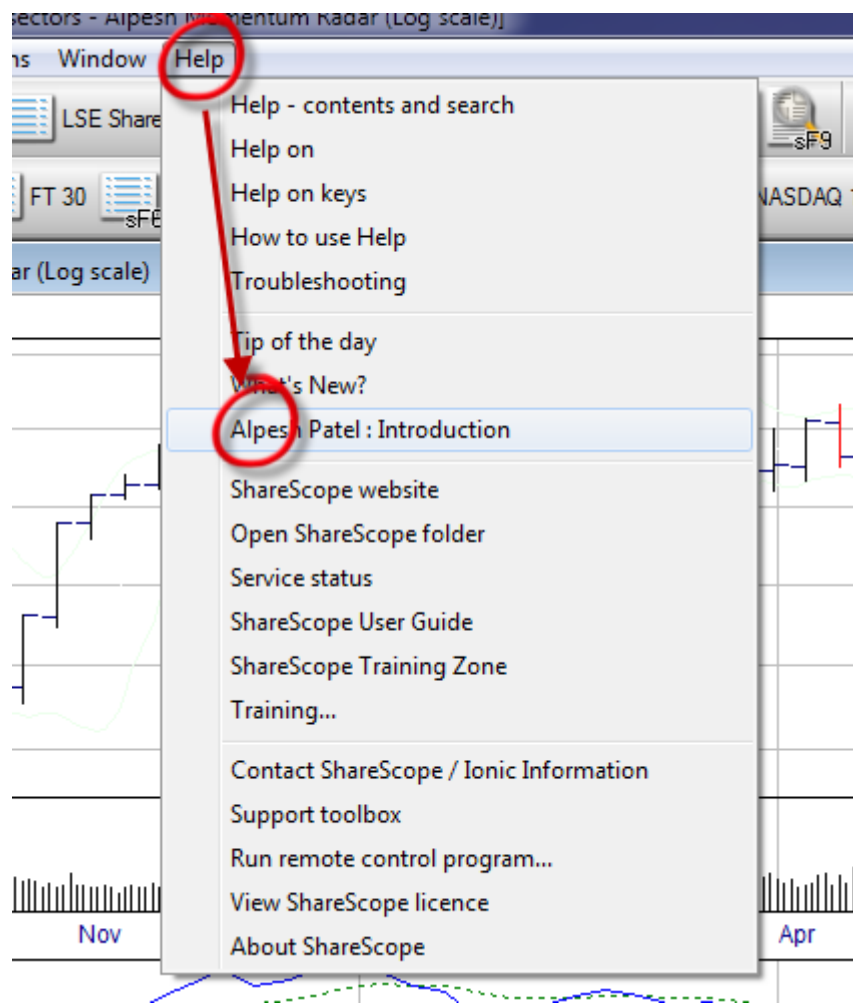 sectors - Alpesh Momentum Radar (Log scale)]
ns Window Help
LSE Share
sF9
FT 30
sF6
NASDAQ
ar (Log scale)
Help - contents and search
Help on
Help on keys
How to use Help
Troubleshooting
Tip of the day
What's New?
Alpesh Patel : Introduction
ShareScope website
Open ShareScope folder
Service status
ShareScope User Guide
ShareScope Training Zone
Training...
Contact ShareScope / Ionic Information
Support toolbox
Run remote control program...
View ShareScope licence
About ShareScope
Nov
Apr